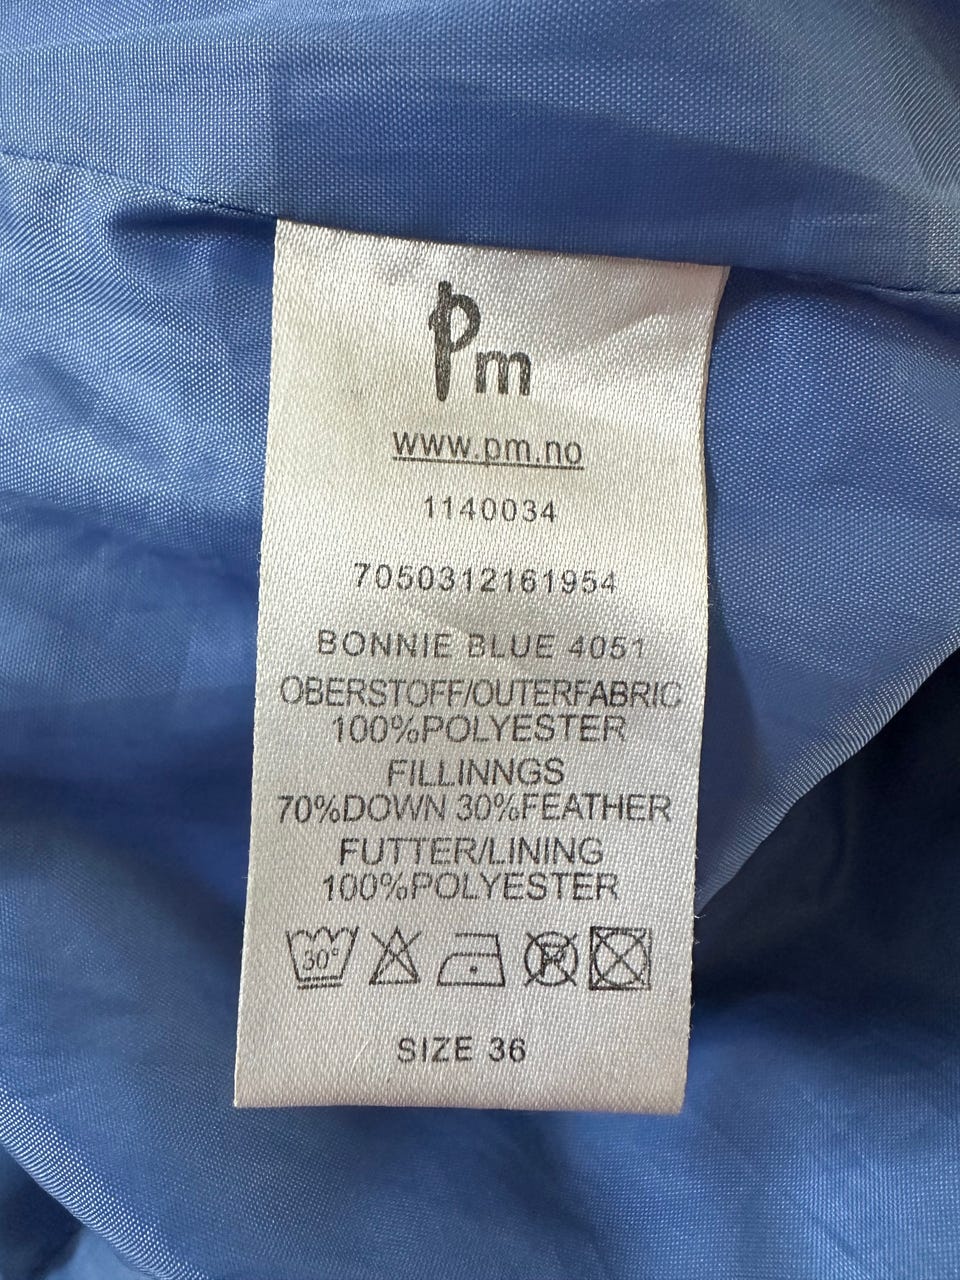 Pm
www.pm.no
1140034
7050312161954
BONNIE BLUE 4051
OBERSTOFF/OUTERFABRIC
100%POLYESTER
FILLINNGS
70%DOWN 30%FEATHER
FUTTER/LINING
100%POLYESTER
30° P
SIZE 36